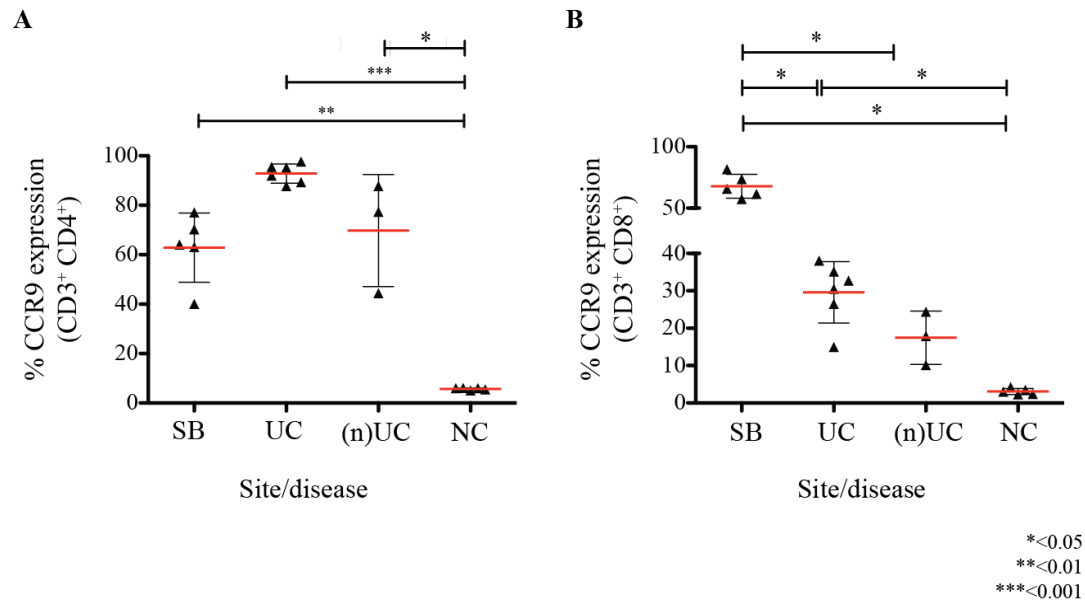 A
*
***
**
% CCR9 expression
(CD3⁺ CD4⁺)
100
80
60
40
20
0
SB UC (n)UC NC
Site/disease
B
*
* *
*
% CCR9 expression
(CD3⁺ CD8⁺)
100
50
40
30
20
10
0
SB UC (n)UC NC
Site/disease
*<0.05
**<0.01
***<0.001